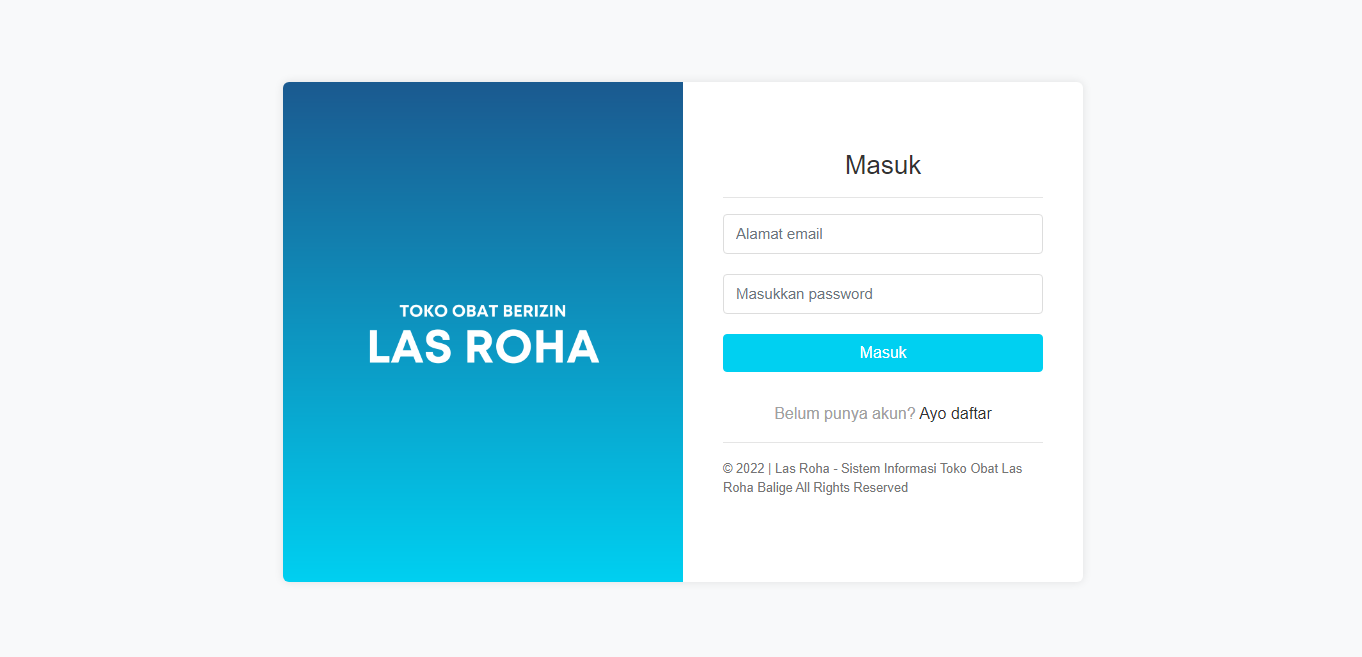 TOKO OBAT BERIZIN
LAS ROHA
Masuk
Alamat email
Masukkan password
Masuk
Belum punya akun? Ayo daftar
© 2022 | Las Roha - Sistem Informasi Toko Obat Las
Roha Balige All Rights Reserved